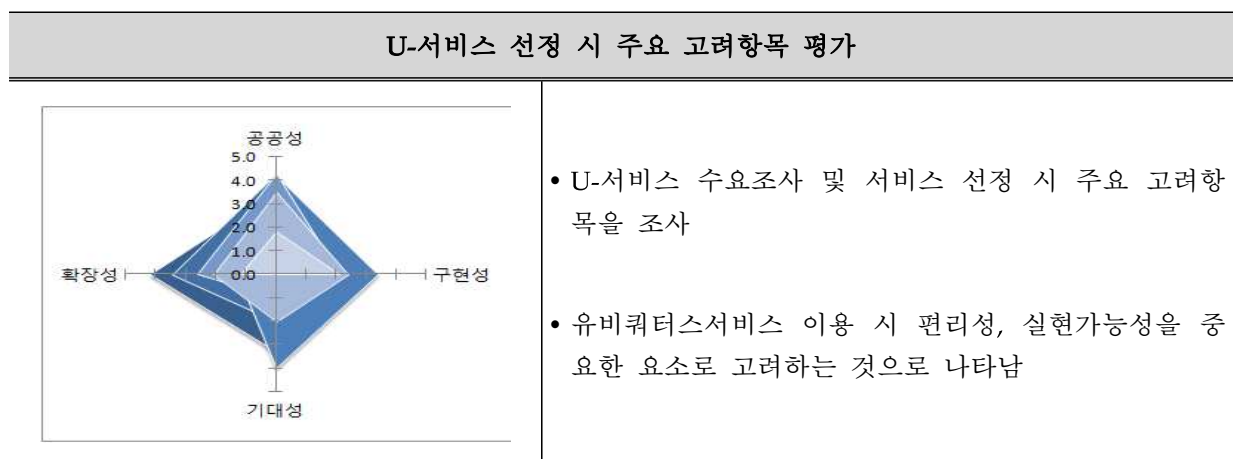 U-서비스 선정 시 주요 고려항목 평가
공공성
5.0
4.0
3.0
2.0
1.0
0.0
확장성
구현성
기대성
• U-서비스 수요조사 및 서비스 선정 시 주요 고려항
목을 조사
• 유비쿼터스서비스 이용 시 편리성, 실현가능성을 중
요한 요소로 고려하는 것으로 나타남